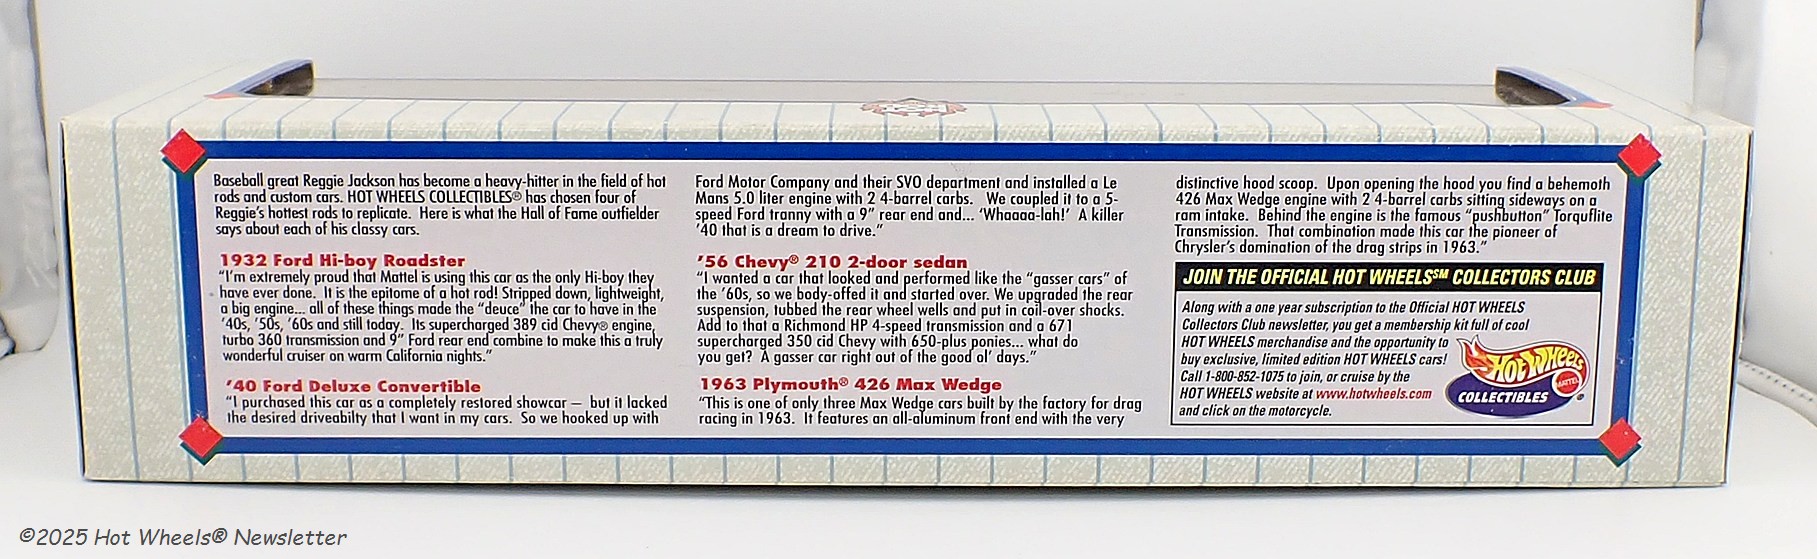 Baseball great Reggie Jackson has become a heavy-hitter in the field of hot
rods and custom cars. HOT WHEELS COLLECTIBLES® has chosen four of
Reggie's hottest rods to replicate. Here is what the Hall of Fame outfielder
says about each of his classy cars.
1932 Ford Hi-boy Roadster
"I'm extremely proud that Mattel is using this car as the only Hi-boy they
have ever done. It is the epitome of a hot rod! Stripped down, lightweight,
a big engine... all of these things made the "deuce" the car to have in the
'40s, '50s, '60s and still today. Its supercharged 389 cid Chevy® engine,
turbo 360 transmission and 9" Ford rear end combine to make this a truly
wonderful cruiser on warm California nights."
'40 Ford Deluxe Convertible
"I purchased this car as a completely restored showcar — but it lacked
the desired driveabilty that I want in my cars. So we hooked up with
Ford Motor Company and their SVO department and installed a Le
Mans 5.0 liter engine with 2 4-barrel carbs. We coupled it to a 5-
speed Ford tranny with a 9" rear end and... 'Whaaaa-lah!' A killer
'40 that is a dream to drive."
'56 Chevy® 210 2-door sedan
"I wanted a car that looked and performed like the "gasser cars" of
the '60s, so we body-offed it and started over. We upgraded the rear
suspension, tubbed the rear wheel wells and put in coil-over shocks.
Add to that a Richmond HP 4-speed transmission and a 671
supercharged 350 cid Chevy with 650-plus ponies... what do
you get? A gasser car right out of the good ol' days."
1963 Plymouth® 426 Max Wedge
"This is one of only three Max Wedge cars built by the factory for drag
racing in 1963. It features an all-aluminum front end with the very
distinctive hood scoop. Upon opening the hood you find a behemoth
426 Max Wedge engine with 2 4-barrel carbs sitting sideways on a
ram intake. Behind the engine is the famous "pushbutton" Torquflite
Transmission. That combination made this car the pioneer of
Chrysler's domination of the drag strips in 1963."
JOIN THE OFFICIAL HOT WHEELS℠ COLLECTORS CLUB
Along with a one year subscription to the Official HOT WHEELS
Collectors Club newsletter, you get a membership kit full of cool
HOT WHEELS merchandise and the opportunity to
buy exclusive, limited edition HOT WHEELS cars!
Call 1-800-852-1075 to join, or cruise by the
HOT WHEELS website at www.hotwheels.com
and click on the motorcycle.
Hot Wheels
MATTEL
COLLECTIBLES ®
©2025 Hot Wheels® Newsletter